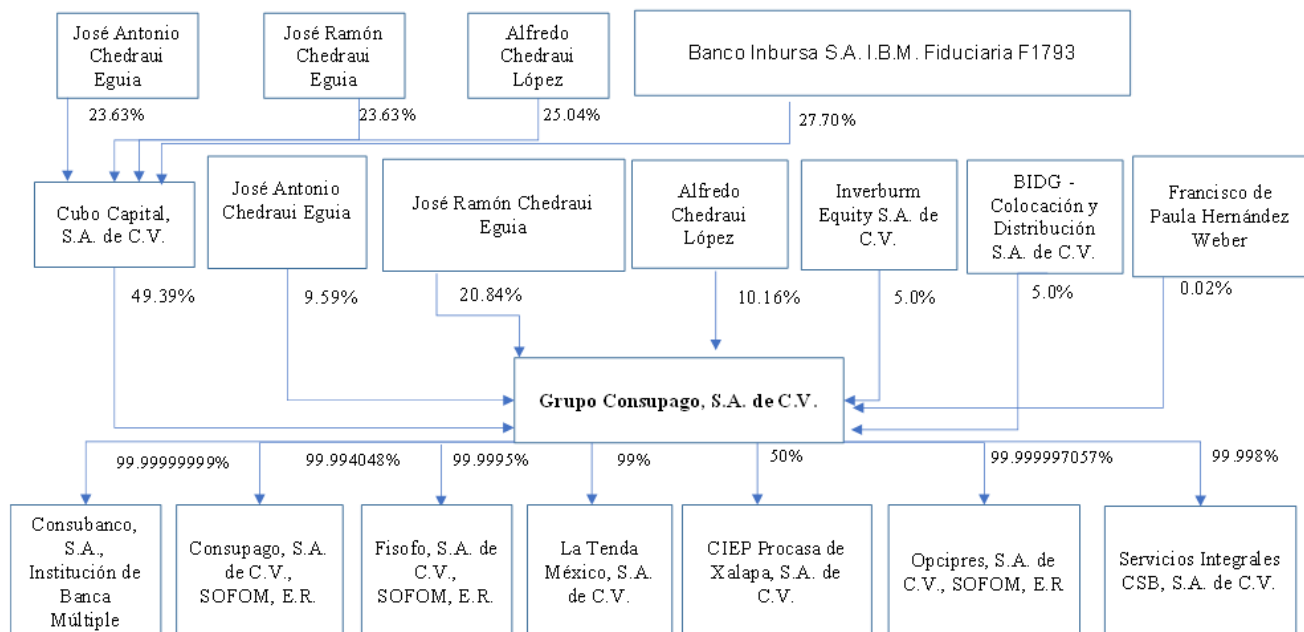 José Antonio
Chedraui
Eguia
José Ramón
Chedraui
Eguia
Alfredo
Chedraui
López
Banco Inbursa S.A. I.B.M. Fiduciaria F1793
23.63%
23.63%
25.04%
27.70%
Cubo Capital,
S.A. de C.V.
José Antonio
Chedraui Eguia
José Ramón Chedraui
Eguia
Alfredo
Chedraui
López
Inverburm
Equity S.A. de
C.V.
BIDG -
Colocación y
Distribución
S.A. de C.V.
Francisco de
Paula Hernández
Weber
49.39%
9.59%
20.84%
10.16%
5.0%
5.0%
0.02%
Grupo Consupago, S.A. de C.V.
99.99999999%
99.994048%
99.9995%
99%
50%
99.999997057%
99.998%
Consubanco,
S.A.,
Institución de
Banca
Múltiple
Consupago, S.A.
de C.V.,
SOFOM, E.R.
Fisofo, S.A. de
C.V.,
SOFOM, E.R.
La Tenda
México, S.A.
de C.V.
CIEP Procasa de
Xalapa, S.A. de
C.V.
Opcipres, S.A. de
C.V., SOFOM, E.R
Servicios Integrales
CSB, S.A. de C.V.